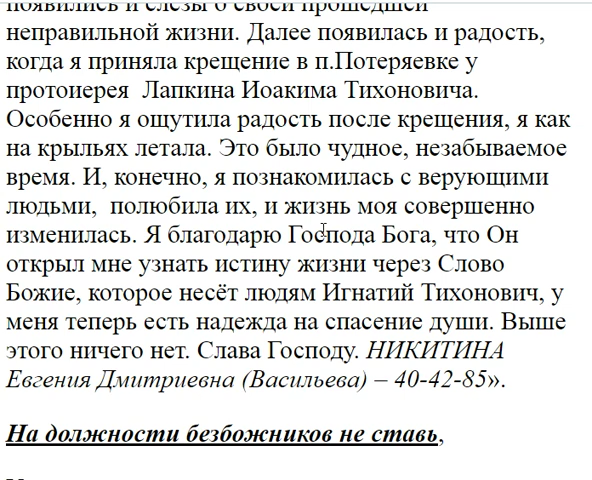 появились и слёзы о своей прошедшей
неправильной жизни. Далее появилась и радость,
когда я приняла крещение в п.Потеряевке у
протоиерея  Лапкина Иоакима Тихоновича.
Особенно я ощутила радость после крещения, я как
на крыльях летала. Это было чудное, незабываемое
время. И, конечно, я познакомилась с верующими
людьми,  полюбила их, и жизнь моя совершенно
изменилась. Я благодарю Господа Бога, что Он
открыл мне узнать истину жизни через Слово
Божие, которое несёт людям Игнатий Тихонович, у
меня теперь есть надежда на спасение души. Выше
этого ничего нет. Слава Господу. НИКИТИНА
Евгения Дмитриевна (Васильева) – 40-42-85».
На должности безбожников не ставь,